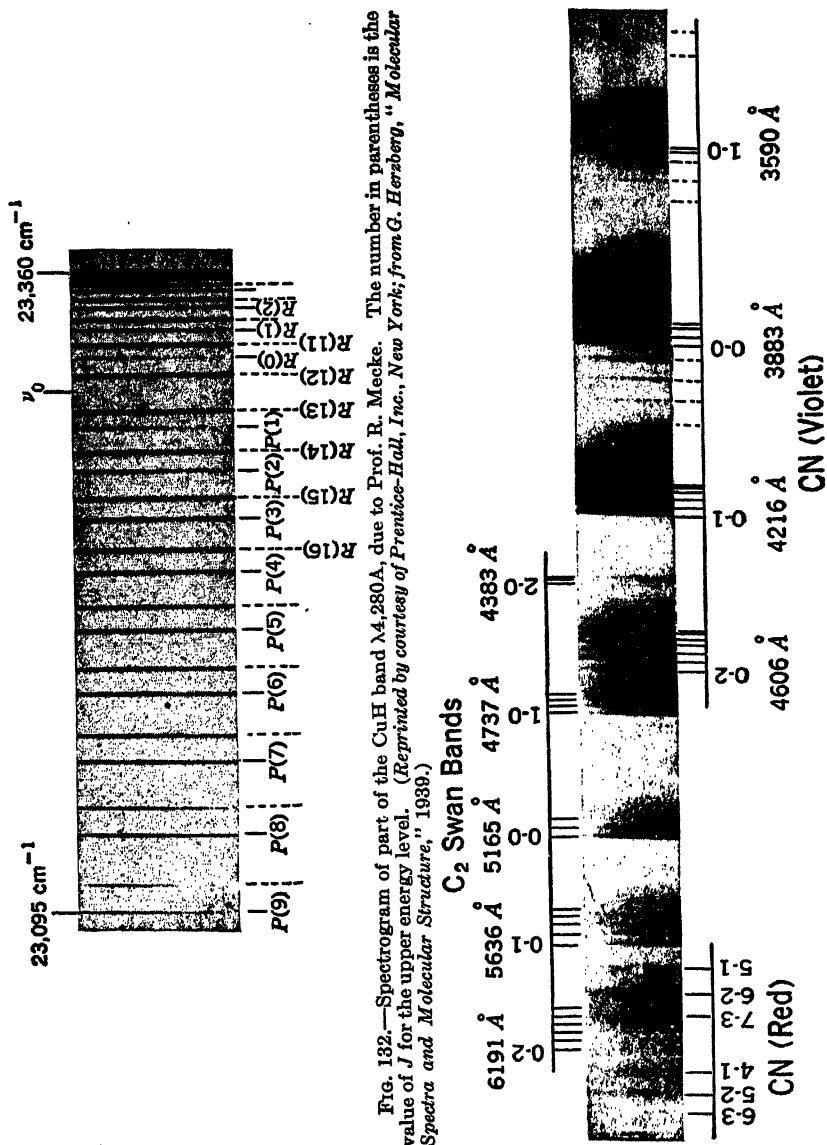 23,095 cm⁻¹ ν₀ 23,360 cm⁻¹
P(9) P(8) P(7) P(6) P(5) P(4) P(3) P(2) P(1)
R(16) R(15) R(14) R(13) R(12) R(0) R(11) R(1) R(2)
FIG. 132.—Spectrogram of part of the CuH band λ4,280A, due to Prof. R. Mecke. The number in parentheses is the
value of J for the upper energy level. (Reprinted by courtesy of Prentice-Hall, Inc., New York; from G. Herzberg, "Molecular
Spectra and Molecular Structure," 1939.)
C₂ Swan Bands
6191 Å 5636 Å 5165 Å 4737 Å 4383 Å
0-2 0-1 0-0 1-0 2-0
6-3 5-2 4-1 7-3 6-2 5-1
CN (Red)
0-2 0-1 0-0 1-0
4606 Å 4216 Å 3883 Å 3590 Å
CN (Violet)